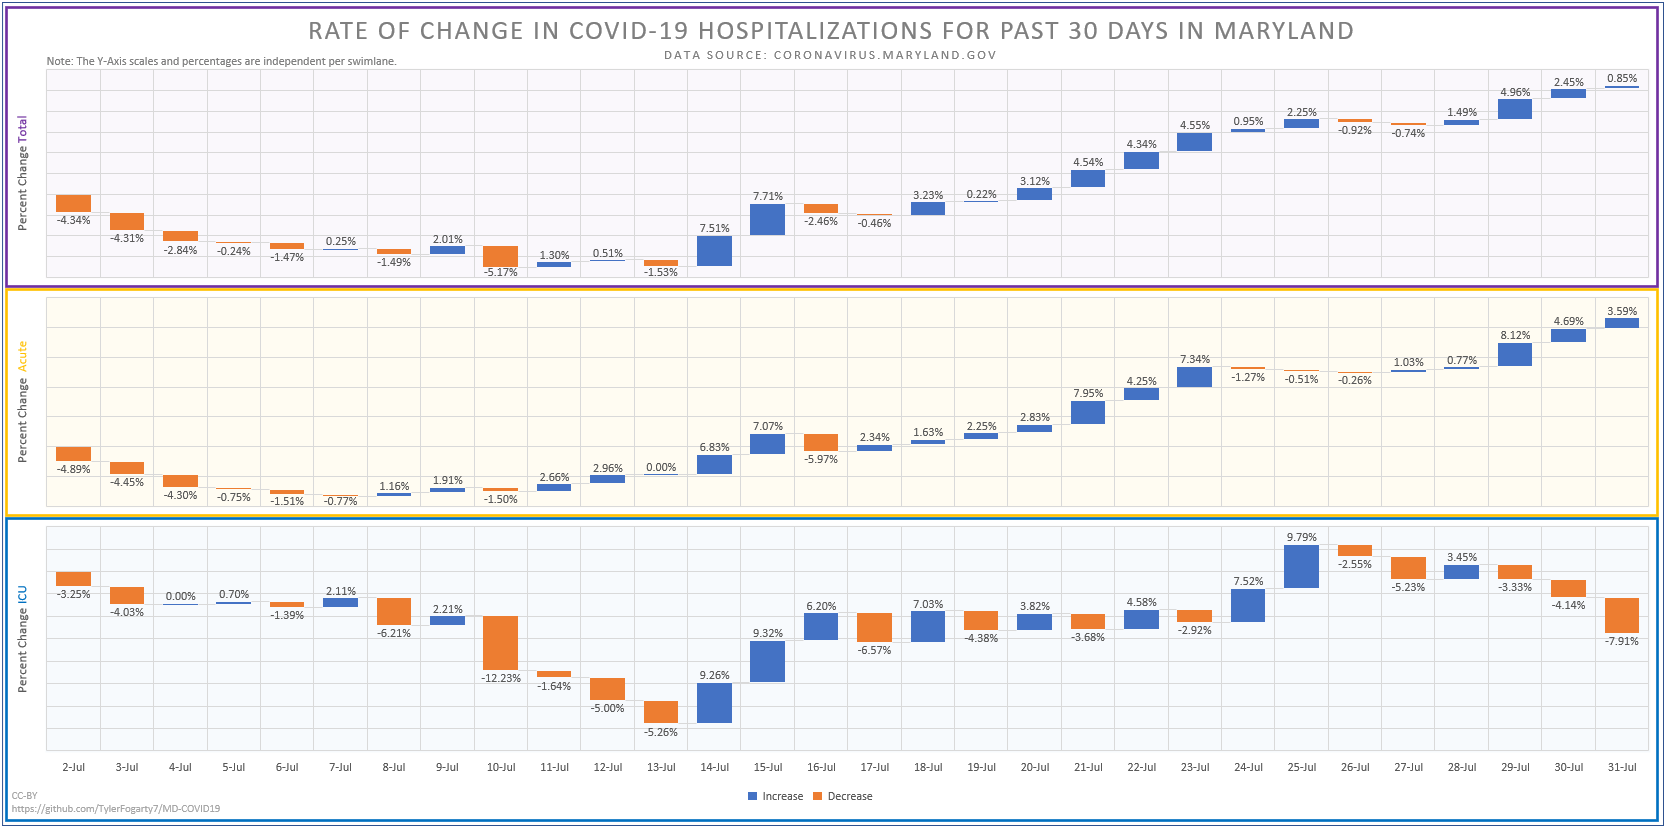 RATE OF CHANGE IN COVID-19 HOSPITALIZATIONS FOR PAST 30 DAYS IN MARYLAND
DATA SOURCE: CORONAVIRUS.MARYLAND.GOV
Note: The Y-Axis scales and percentages are independent per swimlane.
Percent Change Total
-4.34% -4.31% -2.84% -0.24% -1.47% 0.25% -1.49% 2.01% -5.17% 1.30% 0.51% -1.53% 7.51% 7.71% -2.46% -0.46% 3.23% 0.22% 3.12% 4.54% 4.34% 4.55% 0.95% 2.25% -0.92% -0.74% 1.49% 4.96% 2.45% 0.85%
Percent Change Acute
-4.89% -4.45% -4.30% -0.75% -1.51% -0.77% 1.16% 1.91% -1.50% 2.66% 2.96% 0.00% 6.83% 7.07% -5.97% 2.34% 1.63% 2.25% 2.83% 7.95% 4.25% 7.34% -1.27% -0.51% -0.26% 1.03% 0.77% 8.12% 4.69% 3.59%
Percent Change ICU
-3.25% -4.03% 0.00% 0.70% -1.39% 2.11% -6.21% 2.21% -12.23% -1.64% -5.00% -5.26% 9.26% 9.32% 6.20% -6.57% 7.03% -4.38% 3.82% -3.68% 4.58% -2.92% 7.52% 9.79% -2.55% -5.23% 3.45% -3.33% -4.14% -7.91%
2-Jul 3-Jul 4-Jul 5-Jul 6-Jul 7-Jul 8-Jul 9-Jul 10-Jul 11-Jul 12-Jul 13-Jul 14-Jul 15-Jul 16-Jul 17-Jul 18-Jul 19-Jul 20-Jul 21-Jul 22-Jul 23-Jul 24-Jul 25-Jul 26-Jul 27-Jul 28-Jul 29-Jul 30-Jul 31-Jul
Increase Decrease
CC-BY
https://github.com/TylerFogarty7/MD-COVID19